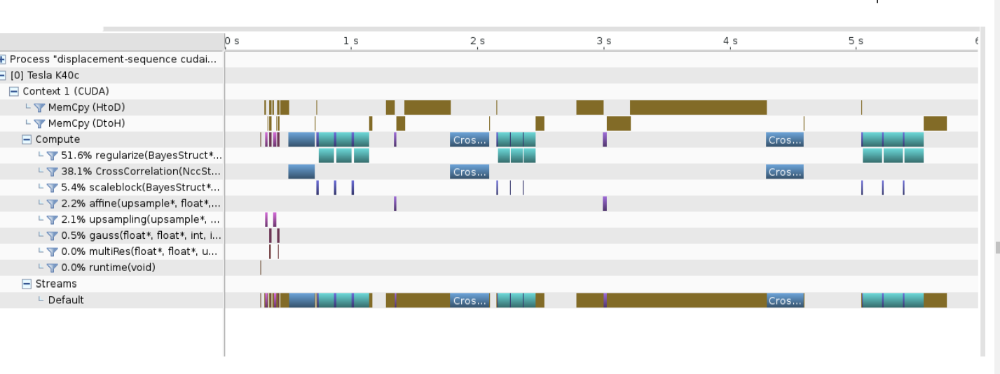 0 s 1 s 2 s 3 s 4 s 5 s
Process "displacement-sequence cudai...
[0] Tesla K40c
Context 1 (CUDA)
MemCpy (HtoD)
MemCpy (DtoH)
Compute Cros... Cros...
51.6% regularize(BayesStruct*...
38.1% CrossCorrelation(NccSt... Cros... Cros...
5.4% scaleblock(BayesStruct*...
2.2% affine(upsample*, float*,...
2.1% upsampling(upsample*, ...
0.5% gauss(float*, float*, int, i...
0.0% multiRes(float*, float*, u...
0.0% runtime(void)
Streams
Default Cros... Cros...